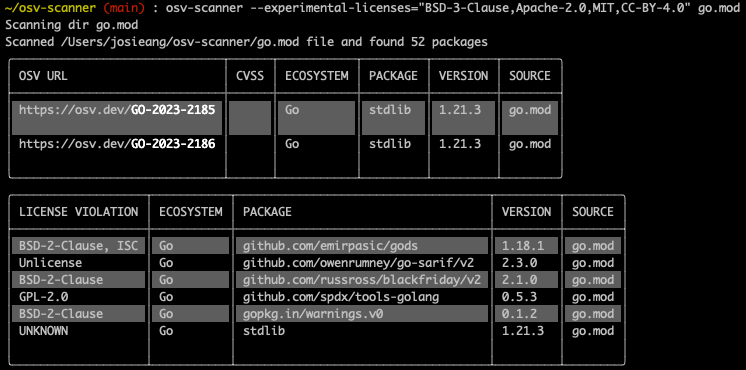 ~/osv-scanner (main) : osv-scanner --experimental-licenses="BSD-3-Clause,Apache-2.0,MIT,CC-BY-4.0" go.mod
Scanning dir go.mod
Scanned /Users/josieang/osv-scanner/go.mod file and found 52 packages
OSV URL CVSS ECOSYSTEM PACKAGE VERSION SOURCE
https://osv.dev/GO-2023-2185 Go stdlib 1.21.3 go.mod
https://osv.dev/GO-2023-2186 Go stdlib 1.21.3 go.mod
LICENSE VIOLATION ECOSYSTEM PACKAGE VERSION SOURCE
BSD-2-Clause, ISC Go github.com/emirpasic/gods 1.18.1 go.mod
Unlicense Go github.com/owenrumney/go-sarif/v2 2.3.0 go.mod
BSD-2-Clause Go github.com/russross/blackfriday/v2 2.1.0 go.mod
GPL-2.0 Go github.com/spdx/tools-golang 0.5.3 go.mod
BSD-2-Clause Go gopkg.in/warnings.v0 0.1.2 go.mod
UNKNOWN Go stdlib 1.21.3 go.mod